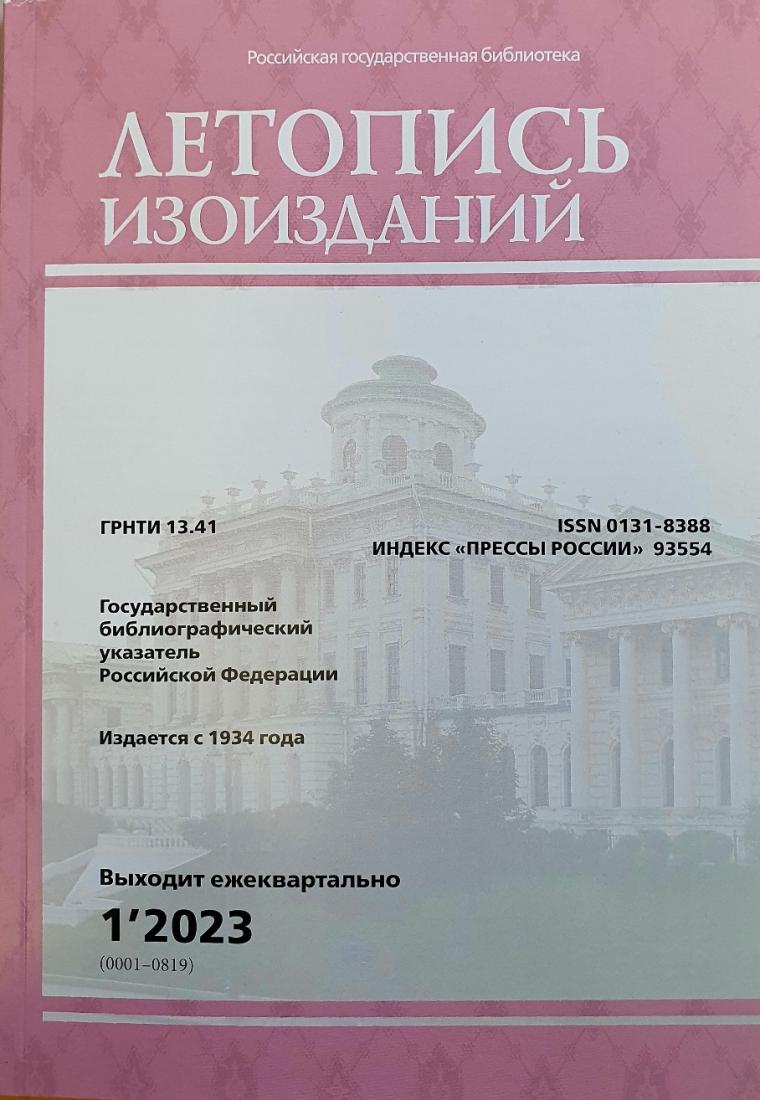 Российская государственная библиотека
ЛЕТОПИСЬ
ИЗОИЗДАНИЙ
ГРНТИ 13.41
ISSN 0131-8388
ИНДЕКС «ПРЕССЫ РОССИИ» 93554
Государственный
библиографический
указатель
Российской Федерации
Издается с 1934 года
Выходит ежеквартально
1’2023
(0001–0819)